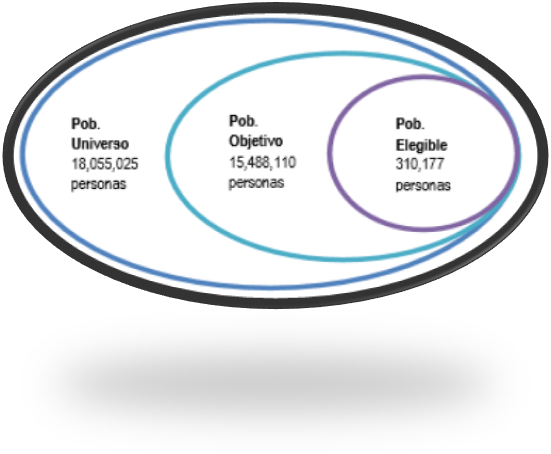 Pob.
Universo
18,055,025
personas
Pob.
Objetivo
15,488,110
personas
Pob.
Elegible
310,177
personas